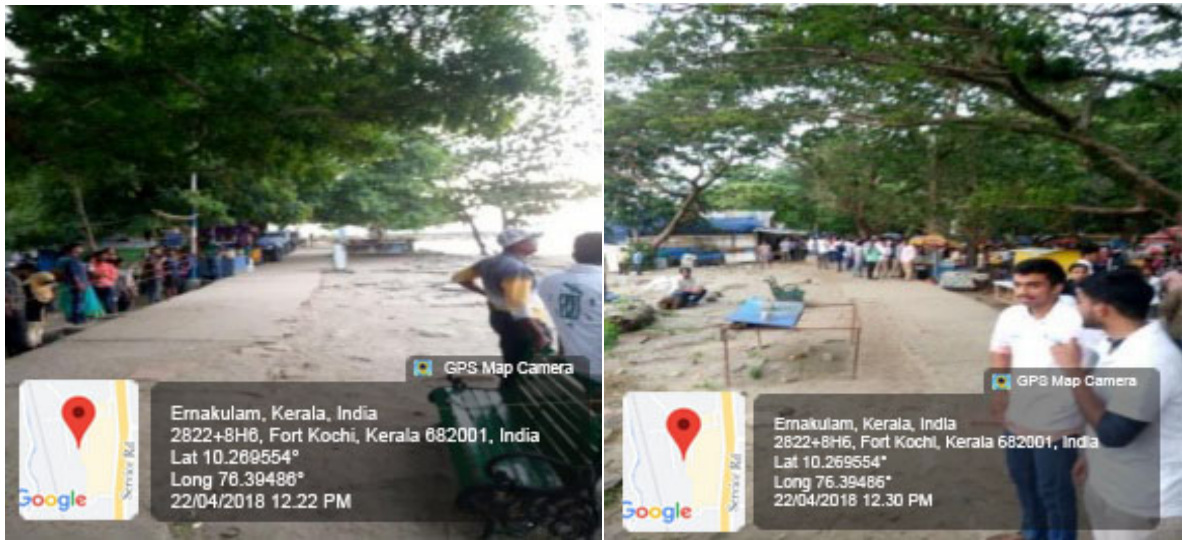 GPS Map Camera
Ernakulam, Kerala, India
2822+8H6, Fort Kochi, Kerala 682001, India
Lat 10.269554°
Long 76.39486°
22/04/2018 12.22 PM
Google
Service Rd
GPS Map Camera
Ernakulam, Kerala, India
2822+8H6, Fort Kochi, Kerala 682001, India
Lat 10.269554°
Long 76.39486°
22/04/2018 12.30 PM
Google
Service Rd